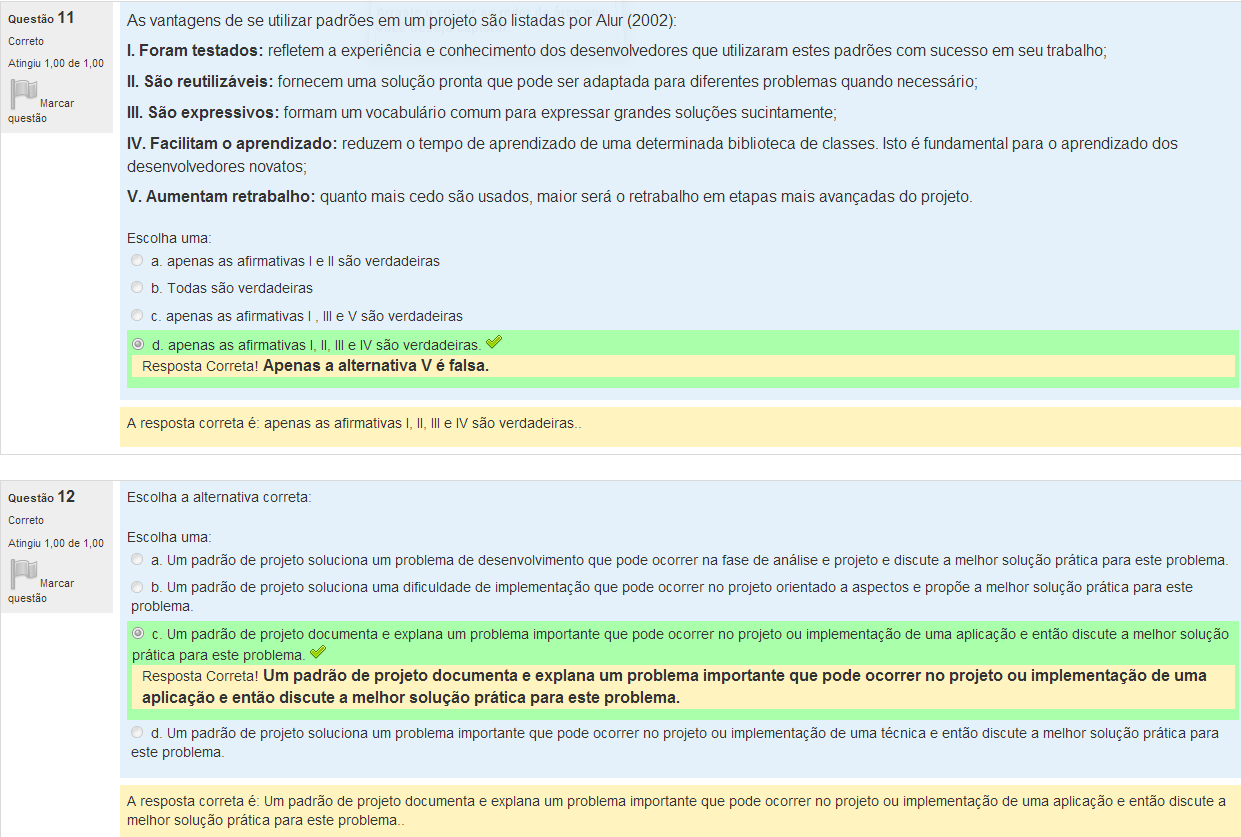 Questão 11
Correto
Atingiu 1,00 de 1,00
Marcar
questão
As vantagens de se utilizar padrões em um projeto são listadas por Alur (2002):
I. Foram testados: refletem a experiência e conhecimento dos desenvolvedores que utilizaram estes padrões com sucesso em seu trabalho;
II. São reutilizáveis: fornecem uma solução pronta que pode ser adaptada para diferentes problemas quando necessário;
III. São expressivos: formam um vocabulário comum para expressar grandes soluções sucintamente;
IV. Facilitam o aprendizado: reduzem o tempo de aprendizado de uma determinada biblioteca de classes. Isto é fundamental para o aprendizado dos
desenvolvedores novatos;
V. Aumentam retrabalho: quanto mais cedo são usados, maior será o retrabalho em etapas mais avançadas do projeto.
Escolha uma:
a. apenas as afirmativas I e II são verdadeiras
b. Todas são verdadeiras
c. apenas as afirmativas I , III e V são verdadeiras
d. apenas as afirmativas I, II, III e IV são verdadeiras.
Resposta Correta! Apenas a alternativa V é falsa.
A resposta correta é: apenas as afirmativas I, II, III e IV são verdadeiras..
Questão 12
Correto
Atingiu 1,00 de 1,00
Marcar
questão
Escolha a alternativa correta:
Escolha uma:
a. Um padrão de projeto soluciona um problema de desenvolvimento que pode ocorrer na fase de análise e projeto e discute a melhor solução prática para este problema.
b. Um padrão de projeto soluciona uma dificuldade de implementação que pode ocorrer no projeto orientado a aspectos e propõe a melhor solução prática para este
problema.
c. Um padrão de projeto documenta e explana um problema importante que pode ocorrer no projeto ou implementação de uma aplicação e então discute a melhor solução
prática para este problema.
Resposta Correta! Um padrão de projeto documenta e explana um problema importante que pode ocorrer no projeto ou implementação de uma
aplicação e então discute a melhor solução prática para este problema.
d. Um padrão de projeto soluciona um problema importante que pode ocorrer no projeto ou implementação de uma técnica e então discute a melhor solução prática para
este problema.
A resposta correta é: Um padrão de projeto documenta e explana um problema importante que pode ocorrer no projeto ou implementação de uma aplicação e então discute a
melhor solução prática para este problema..